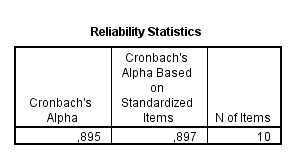 Reliability Statistics
Cronbach's
Alpha
Cronbach's
Alpha Based
on
Standardized
Items
N of Items
,895
,897
10